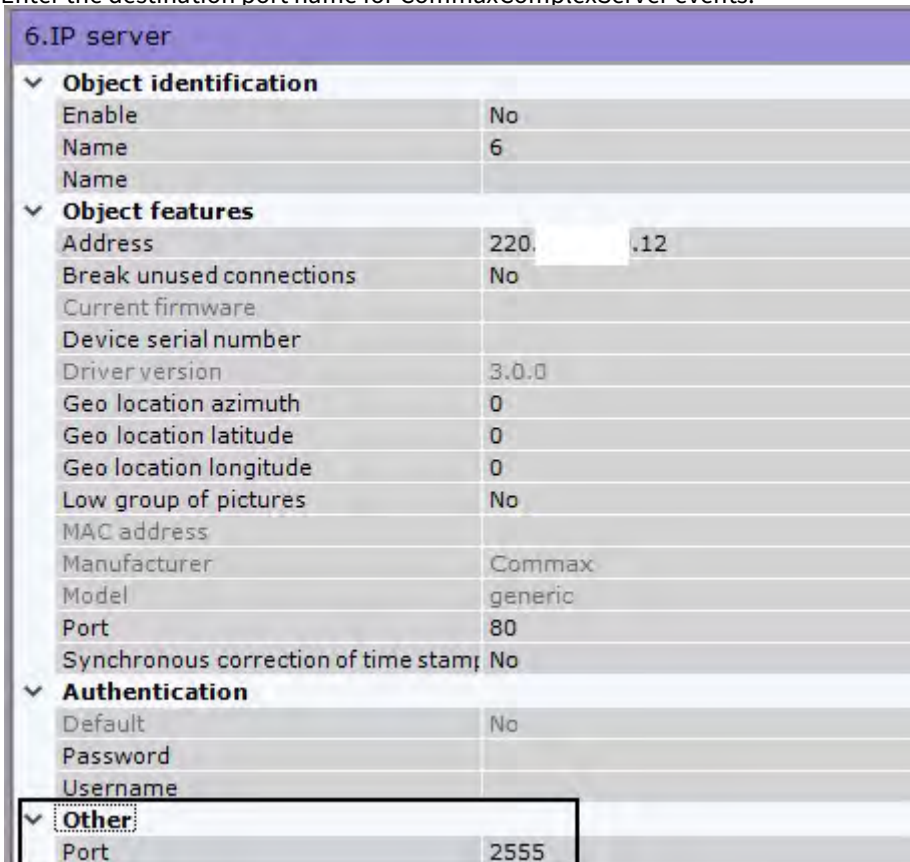 Enter the destination port name for CommaxComplexServer events.
6.IP server
Object identification
Enable No
Name 6
Name
Object features
Address 220. .12
Break unused connections No
Current firmware
Device serial number
Driver version 3.0.0
Geo location azimuth 0
Geo location latitude 0
Geo location longitude 0
Low group of pictures No
MAC address
Manufacturer Commax
Model generic
Port 80
Synchronous correction of time stamp No
Authentication
Default No
Password
Username
Other
Port 2555